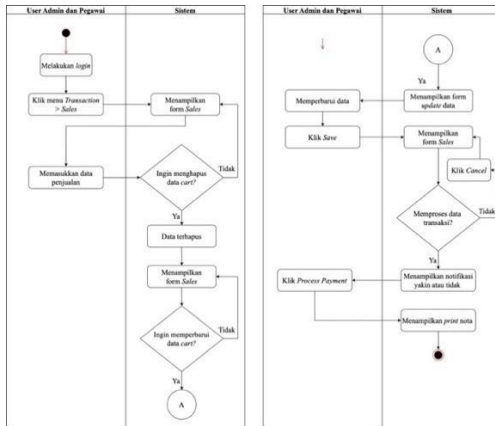 User Admin dan Pegawai
Sistem
Melakukan login
Klik menu Transaction
> Sales
Menampilkan
form Sales
Memasukkan data
penjualan
Ingin menghapus
data cart?
Tidak
Ya
Data terhapus
Menampilkan
form Sales
Ingin memperbarui
data cart?
Tidak
Ya
A
User Admin dan Pegawai
Sistem
A
Ya
Menampilkan form
update data
Memperbarui data
Klik Save
Menampilkan
form Sales
Klik Cancel
Memproses data
transaksi?
Tidak
Ya
Menampilkan notifikasi
yakin atau tidak
Klik Process Payment
Menampilkan print nota